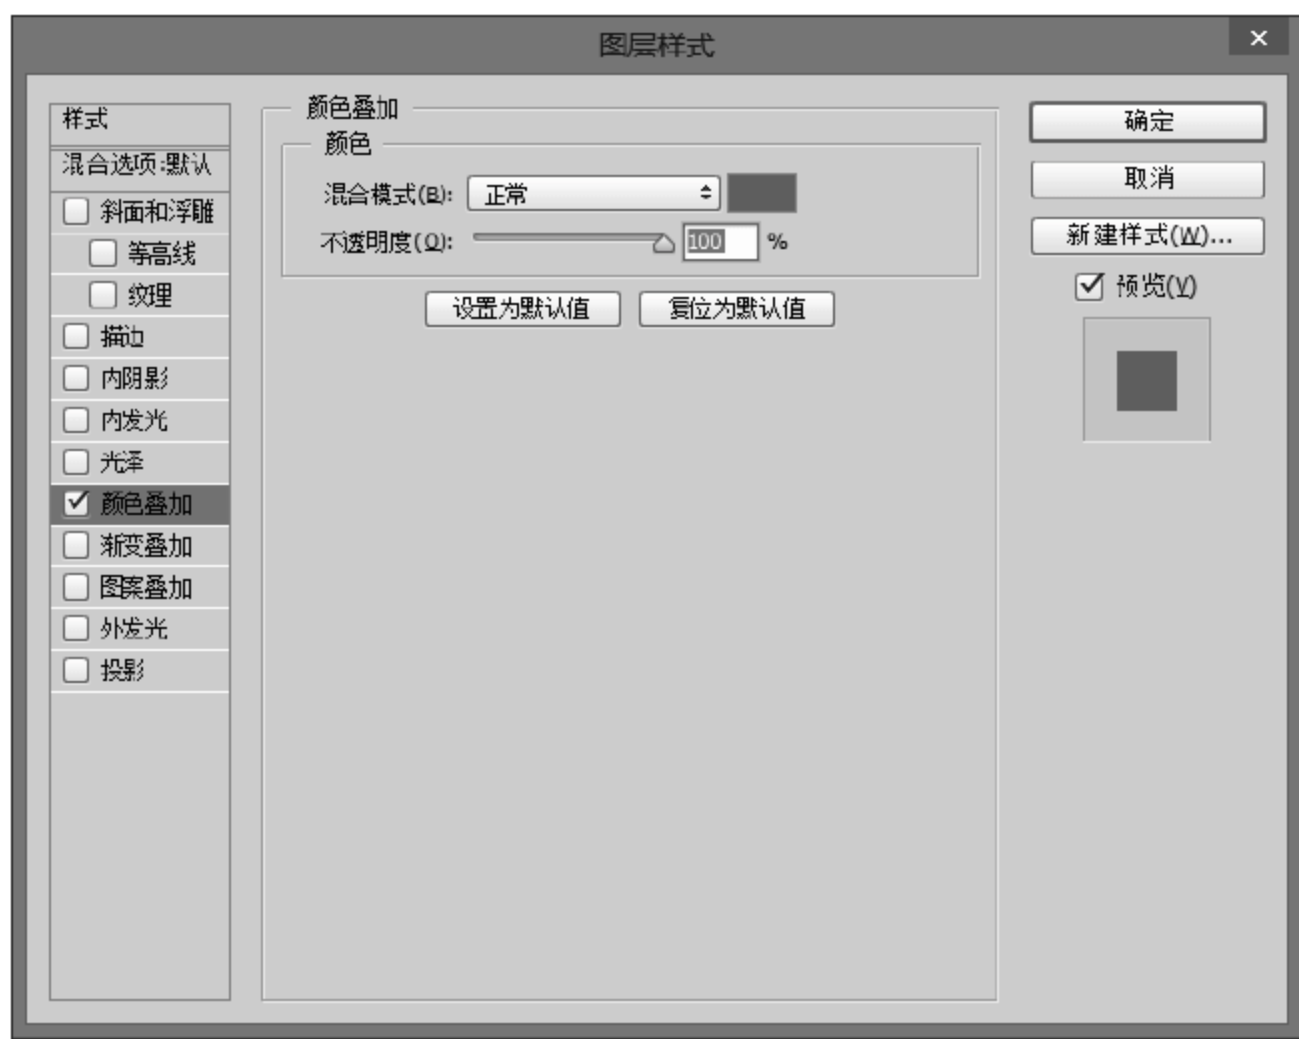 图层样式
样式
混合选项:默认
斜面和浮雕
等高线
纹理
描边
内阴影
内发光
光泽
颜色叠加
渐变叠加
图案叠加
外发光
投影
颜色叠加
颜色
混合模式(B): 正常
不透明度(O): 100 %
设置为默认值 复位为默认值
确定
取消
新建样式(W)...
预览(V)